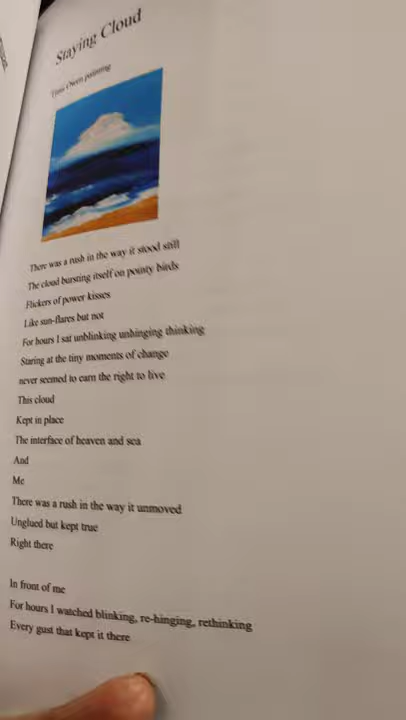 Staying Cloud
Owen painting
There was a rush in the way it stood still
The cloud bursting itself on pointy birds
Flickers of power kisses
Like sun-flares but not
For hours I sat unblinking unhinging thinking
Staring at the tiny moments of change
never seemed to earn the right to live
This cloud
Kept in place
The interface of heaven and sea
And
Me
There was a rush in the way it unmoved
Unglued but kept true
Right there
In front of me
For hours I watched blinking, re-hinging, rethinking
Every gust that kept it there